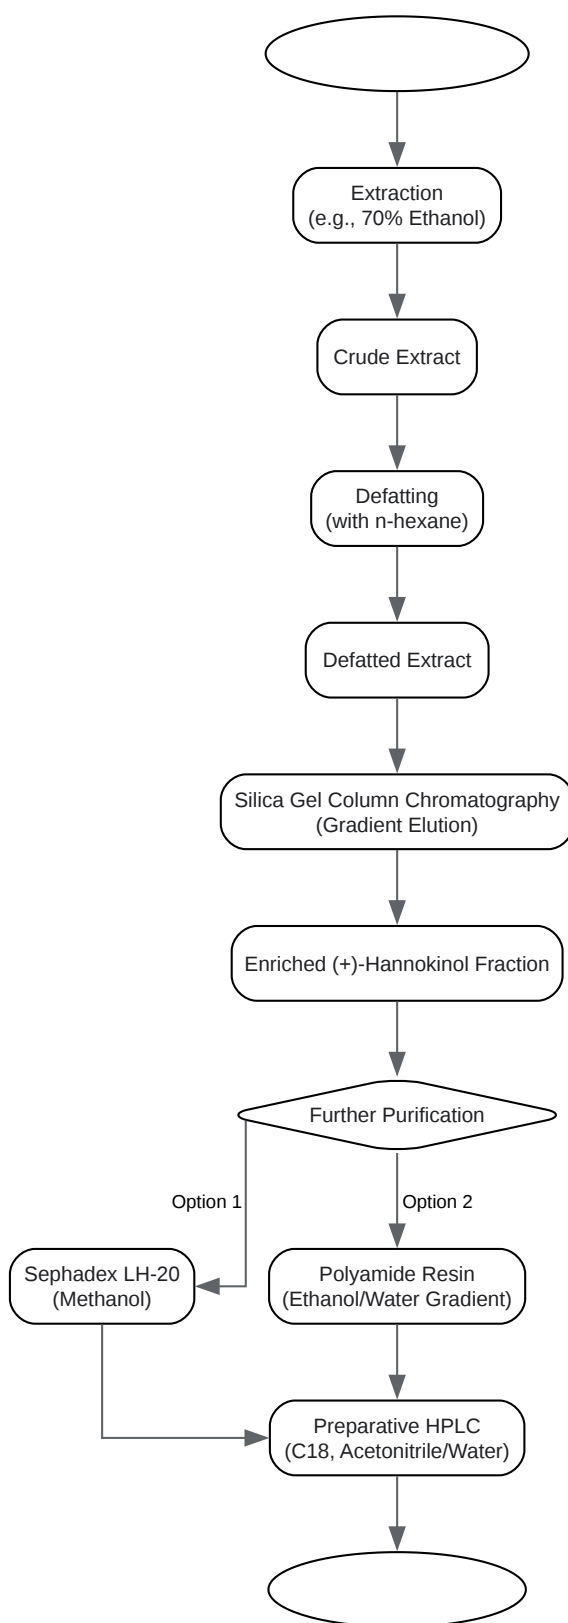 Extraction
(e.g., 70% Ethanol)
Crude Extract
Defatting
(with n-hexane)
Defatted Extract
Silica Gel Column Chromatography
(Gradient Elution)
Enriched (+)-Hannokinol Fraction
Further Purification
Option 1
Option 2
Sephadex LH-20
(Methanol)
Polyamide Resin
(Ethanol/Water Gradient)
Preparative HPLC
(C18, Acetonitrile/Water)